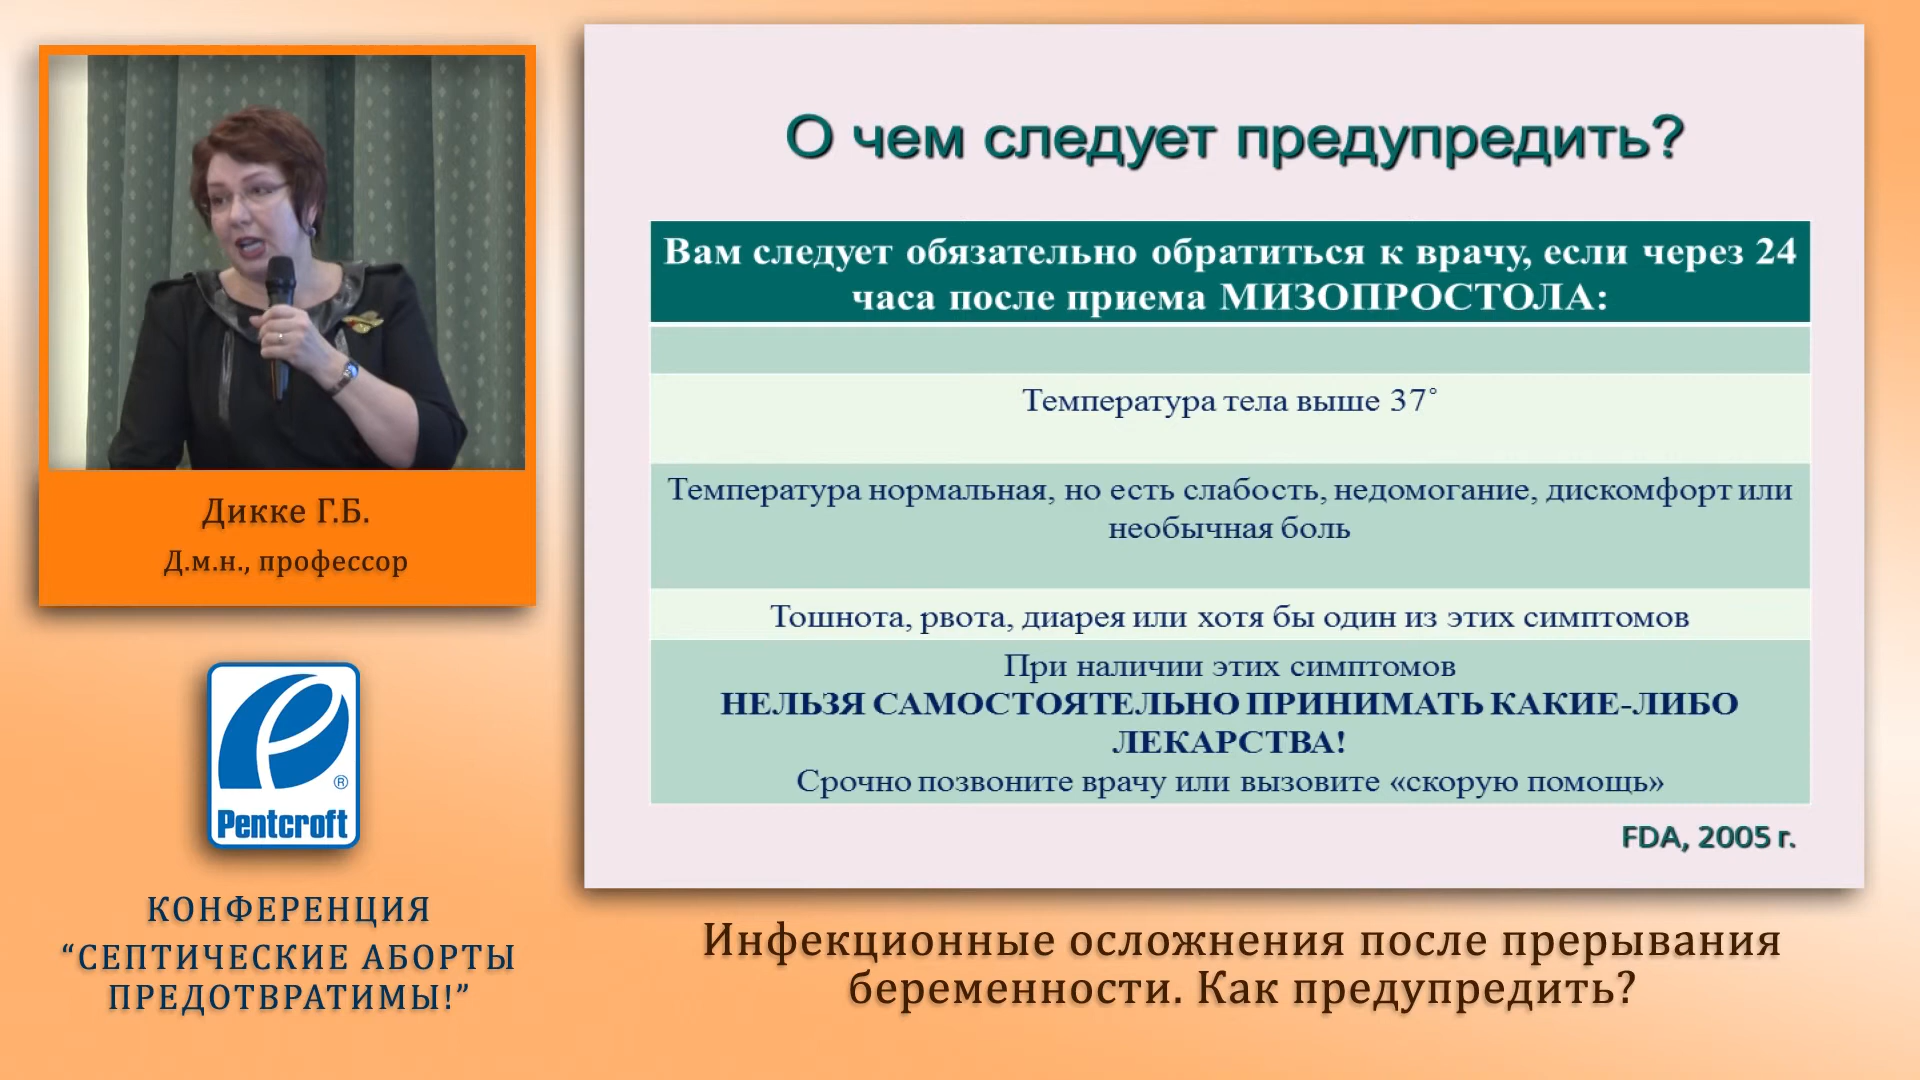 О чем следует предупредить?
Вам следует обязательно обратиться к врачу, если через 24
часа после приема МИЗОПРОСТОЛА:
Температура тела выше 37˚
Температура нормальная, но есть слабость, недомогание, дискомфорт или
необычная боль
Тошнота, рвота, диарея или хотя бы один из этих симптомов
При наличии этих симптомов
НЕЛЬЗЯ САМОСТОЯТЕЛЬНО ПРИНИМАТЬ КАКИЕ-ЛИБО
ЛЕКАРСТВА!
Срочно позвоните врачу или вызовите «скорую помощь»
FDA, 2005 г.
Дикке Г.Б.
Д.м.н., профессор
®
Pentcroft
КОНФЕРЕНЦИЯ
“СЕПТИЧЕСКИЕ АБОРТЫ
ПРЕДОТВРАТИМЫ!”
Инфекционные осложнения после прерывания
беременности. Как предупредить?